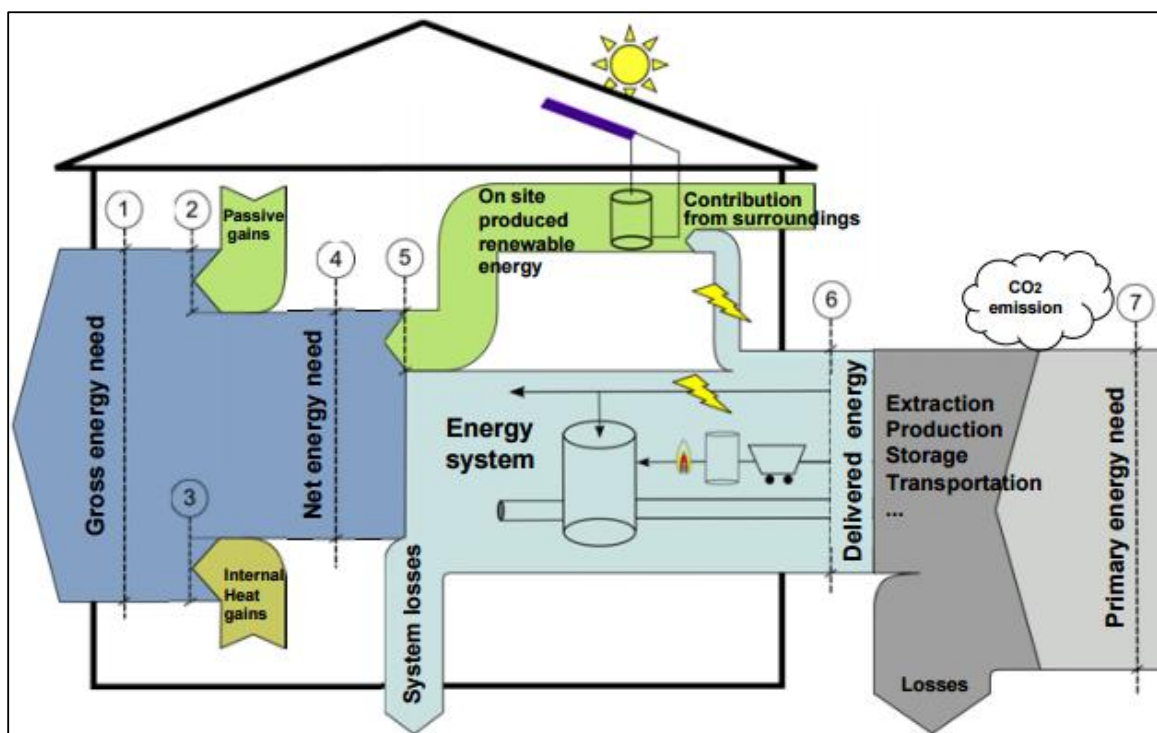 1
2
Passive
gains
3
4
5
Gross energy need
Net energy need
Internal
Heat
gains
On site
produced
renewable
energy
Contribution
from surroundings
Energy
system
System losses
6
Delivered energy
CO2
emission
7
Extraction
Production
Storage
Transportation
...
Primary energy need
Losses